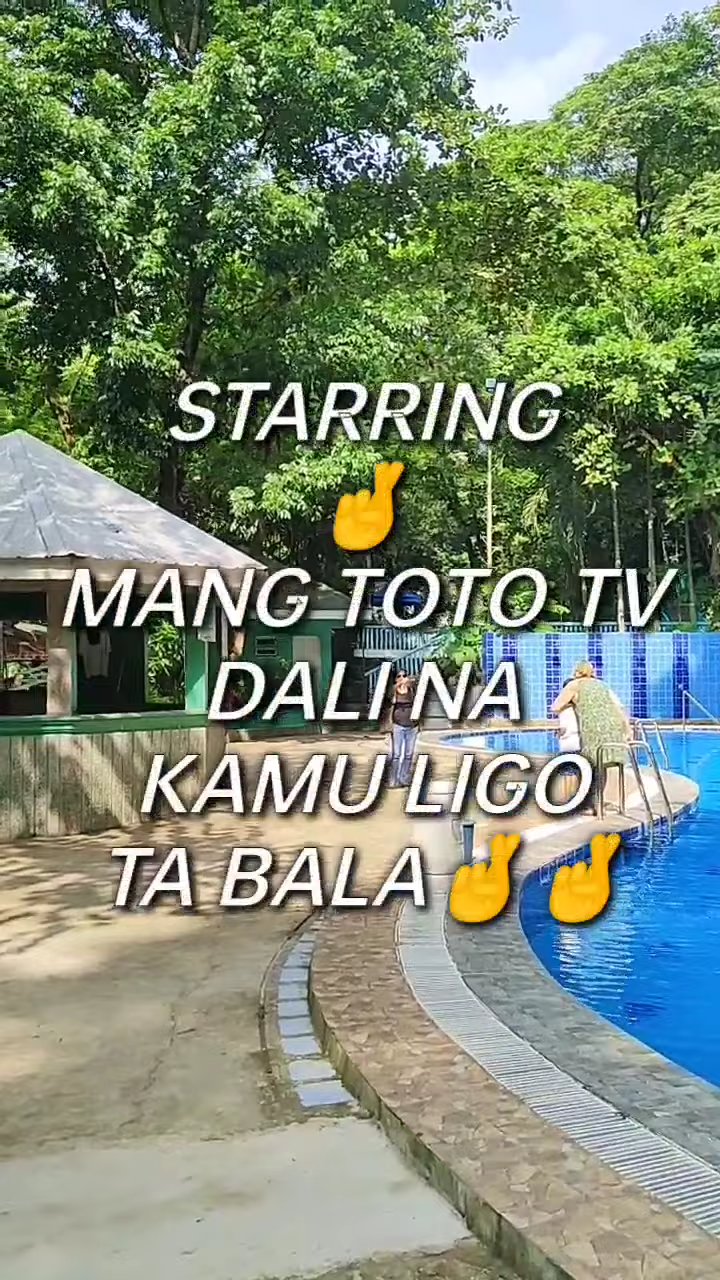 STARRING
🤞
MANG TOTO TV
DALI NA
KAMU LIGO
TA BALA🤞🤞